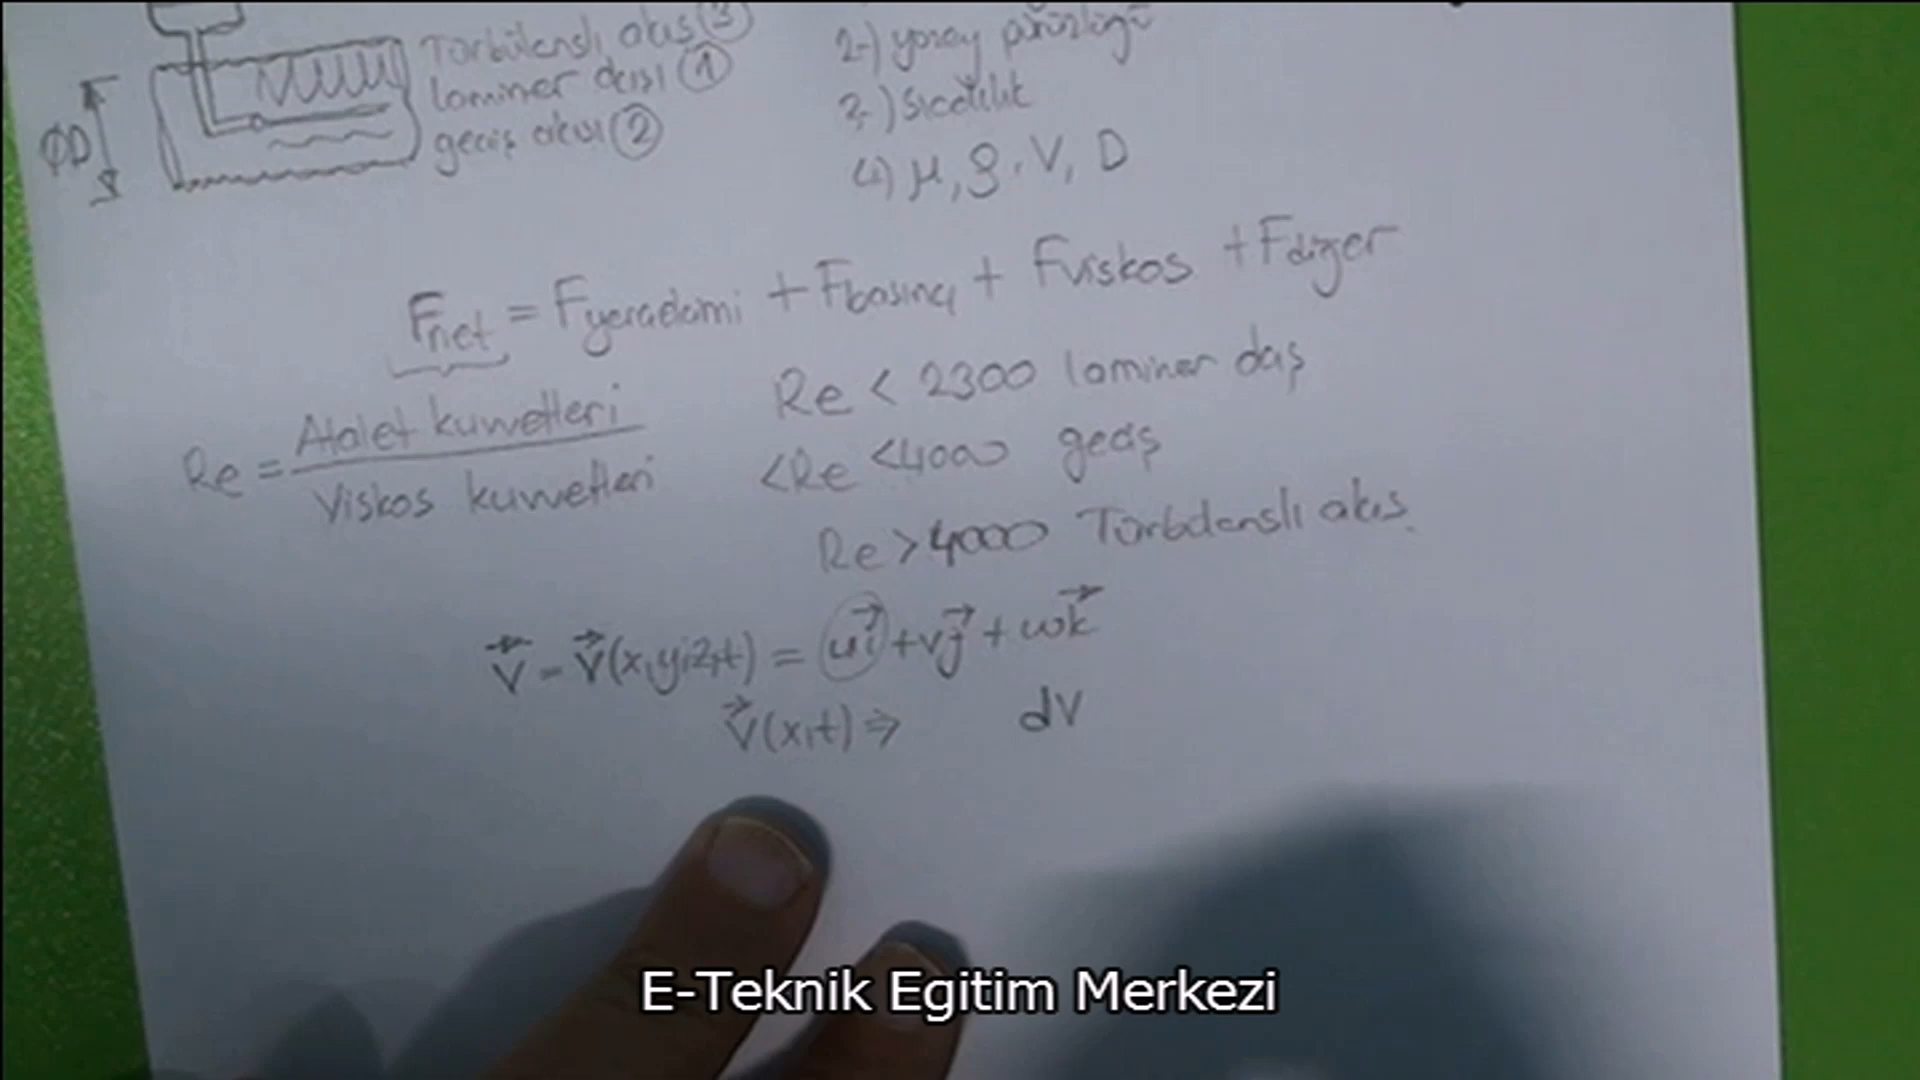 Türbülanslı akış ③
laminer akışı ①
geçiş akışı ②
ØD
2-) yüzey pürüzlüğü
3-) Sıcaklık
4) μ, ρ, V, D
Fnet = Fyerçekimi + Fbasınç + Fviskos + Fdiğer
Re = Atalet kuvvetleri
Viskos kuvvetleri
Re < 2300 laminer
<Re <4000 geçiş
Re > 4000 Türbülanslı akış.
V⃗ = V⃗(x,y,z,t) = ui⃗ + vj⃗ + wk⃗
V⃗(x,t) ⇒ dV
E-Teknik Egitim Merkezi